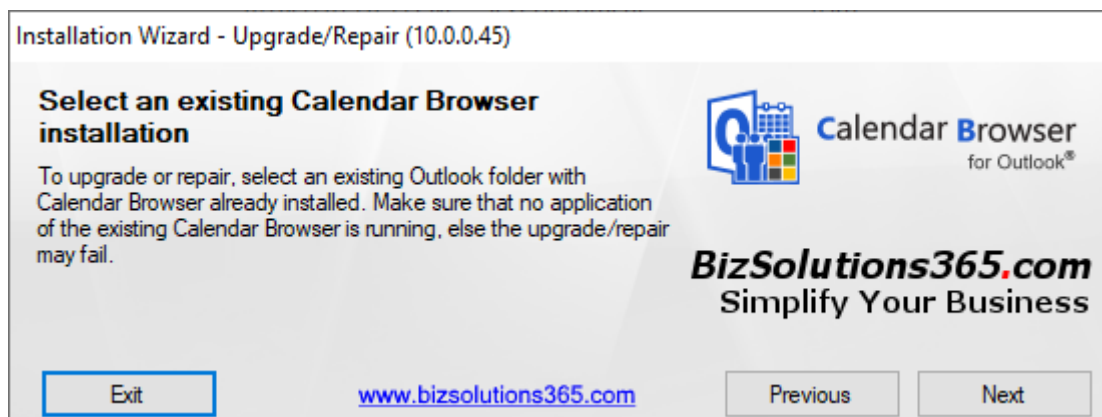 Installation Wizard - Upgrade/Repair (10.0.0.45)
Select an existing Calendar Browser
installation
To upgrade or repair, select an existing Outlook folder with
Calendar Browser already installed. Make sure that no application
of the existing Calendar Browser is running, else the upgrade/repair
may fail.
Calendar Browser
for Outlook®
BizSolutions365.com
Simplify Your Business
Exit
www.bizsolutions365.com
Previous
Next